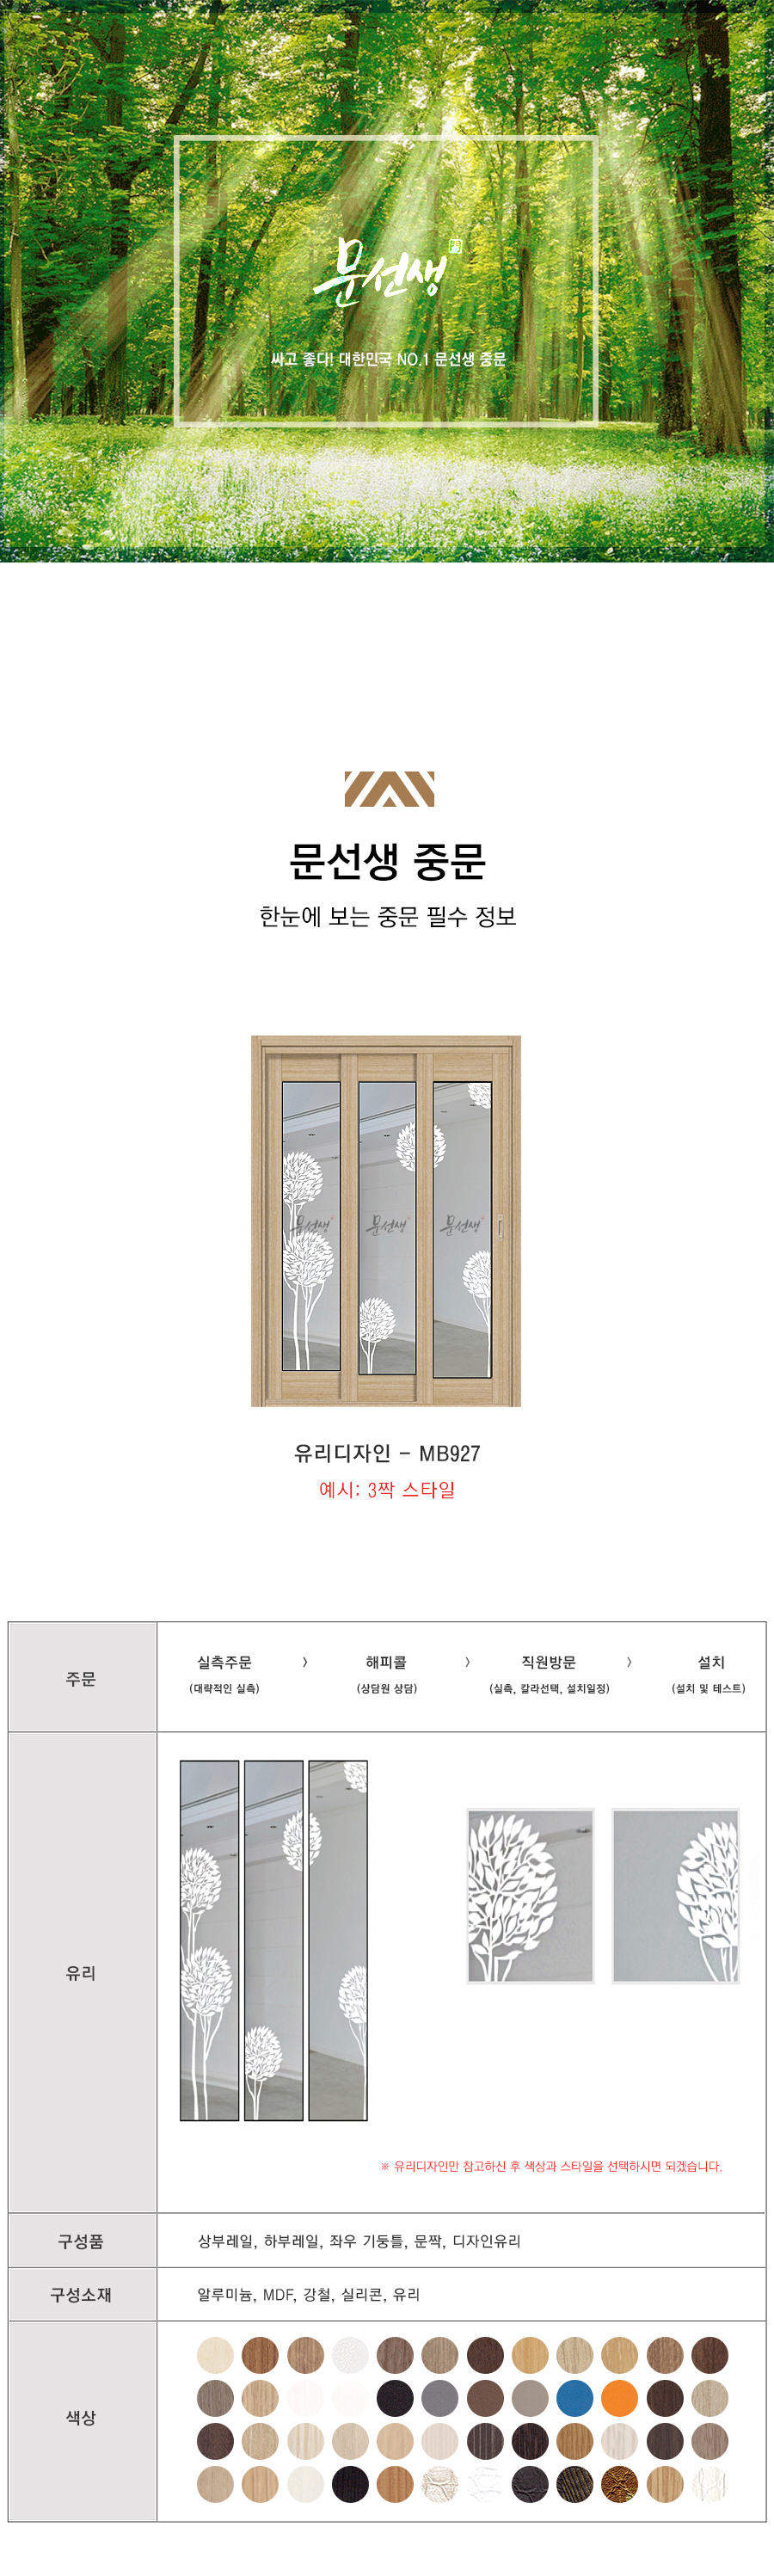 문선생
싸고 좋다! 대한민국 NO.1 문선생 중문
문선생 중문
한눈에 보는 중문 필수 정보
문선생 문선생 문선생
유리디자인 - MB927
예시: 3짝 스타일
주문
실측주문 > 해피콜 > 직원방문 > 설치
(대략적인 실측) (상담원 상담) (실측, 칼라선택, 설치일정) (설치 및 테스트)
유리
※ 유리디자인만 참고하신 후 색상과 스타일을 선택하시면 되겠습니다.
구성품 상부레일, 하부레일, 좌우 기둥틀, 문짝, 디자인유리
구성소재 알루미늄, MDF, 강철, 실리콘, 유리
색상